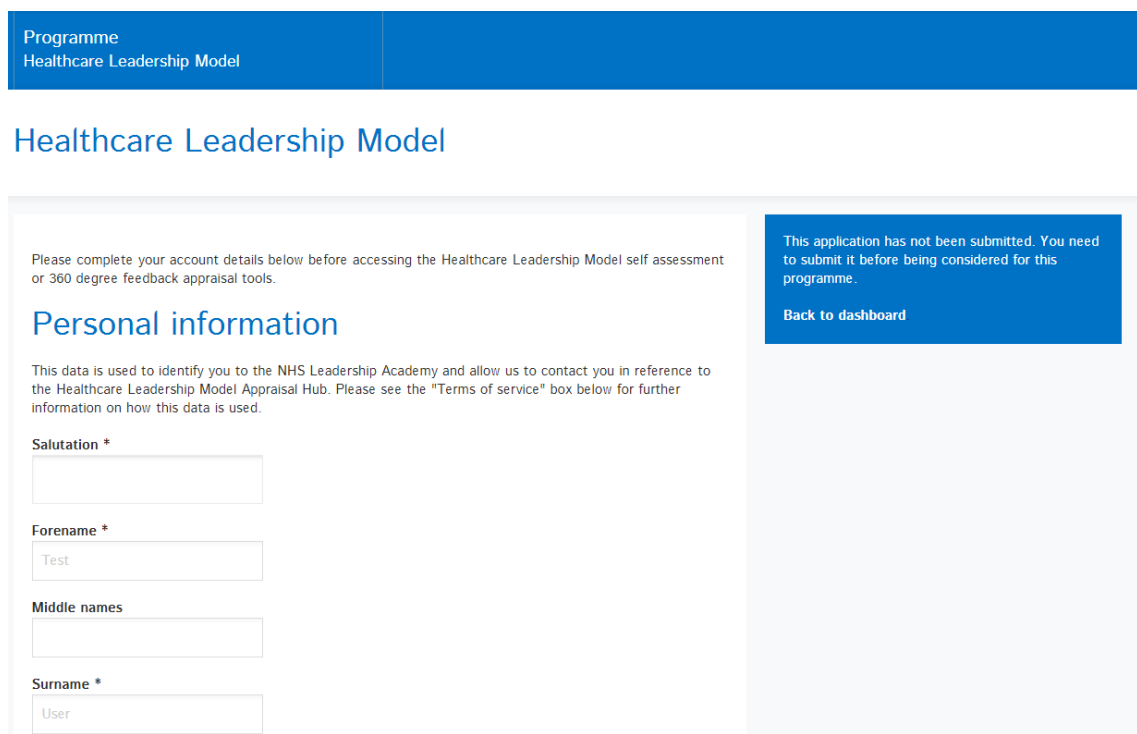 Programme
Healthcare Leadership Model
Healthcare Leadership Model
Please complete your account details below before accessing the Healthcare Leadership Model self assessment
or 360 degree feedback appraisal tools.
Personal information
This data is used to identify you to the NHS Leadership Academy and allow us to contact you in reference to
the Healthcare Leadership Model Appraisal Hub. Please see the "Terms of service" box below for further
information on how this data is used.
Salutation *
Forename *
Test
Middle names
Surname *
User
This application has not been submitted. You need
to submit it before being considered for this
programme.
Back to dashboard